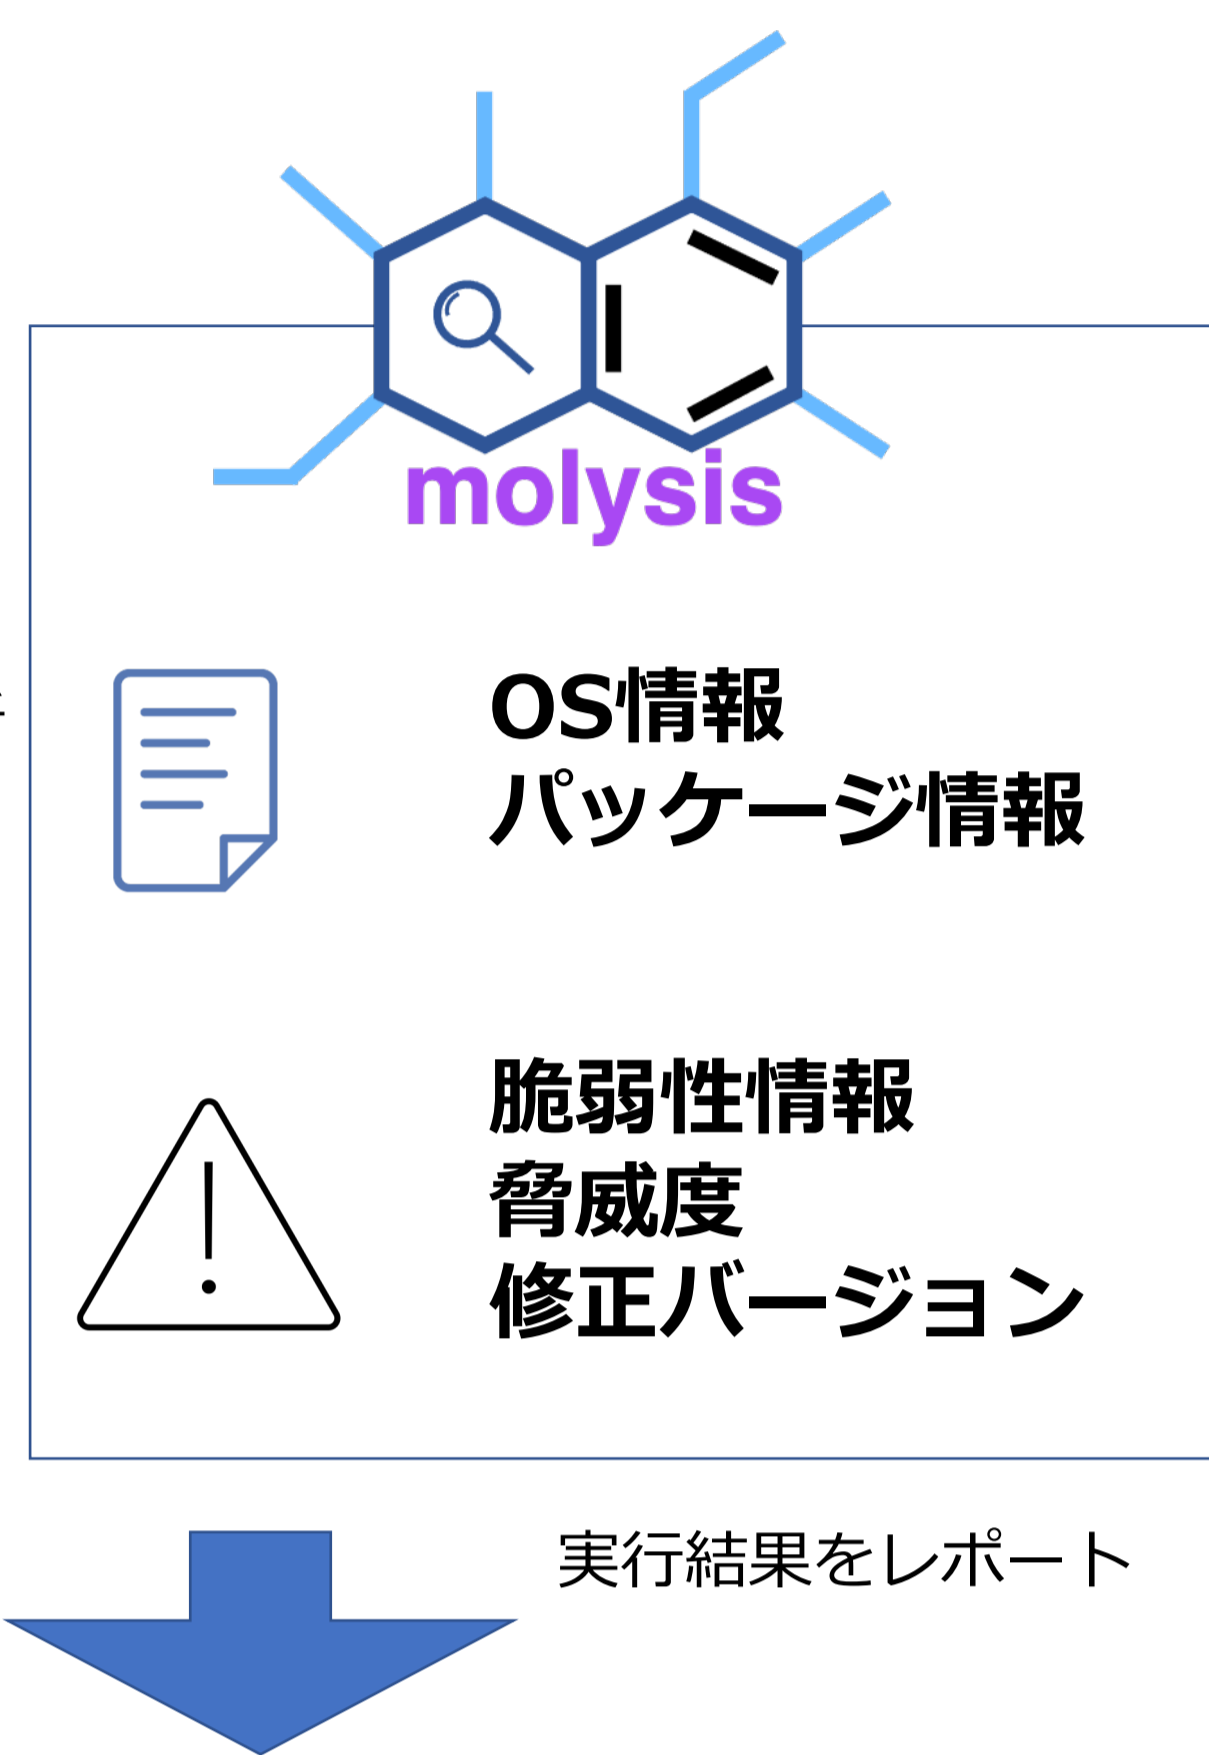 molysis
OS情報
パッケージ情報
脆弱性情報
脅威度
修正バージョン
実行結果をレポート